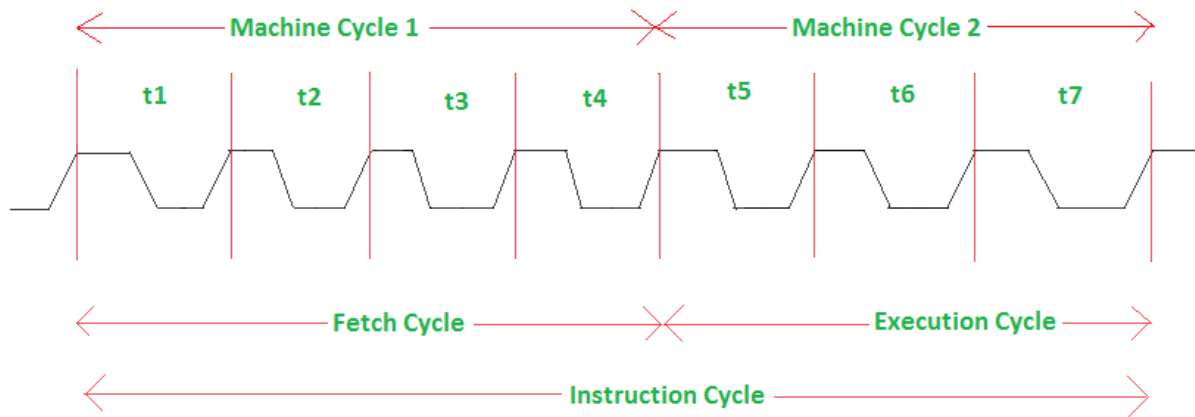 Machine Cycle 1 Machine Cycle 2
t1 t2 t3 t4 t5 t6 t7
Fetch Cycle Execution Cycle
Instruction Cycle